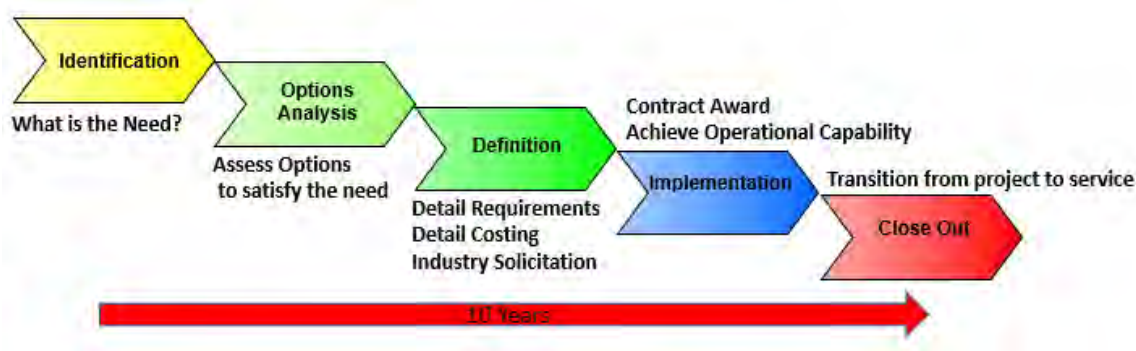 Identification
What is the Need?
Options
Analysis
Assess Options
to satisfy the need
Definition
Detail Requirements
Detail Costing
Industry Solicitation
Contract Award
Achieve Operational Capability
Implementation
Transition from project to service
Close Out
10 Years